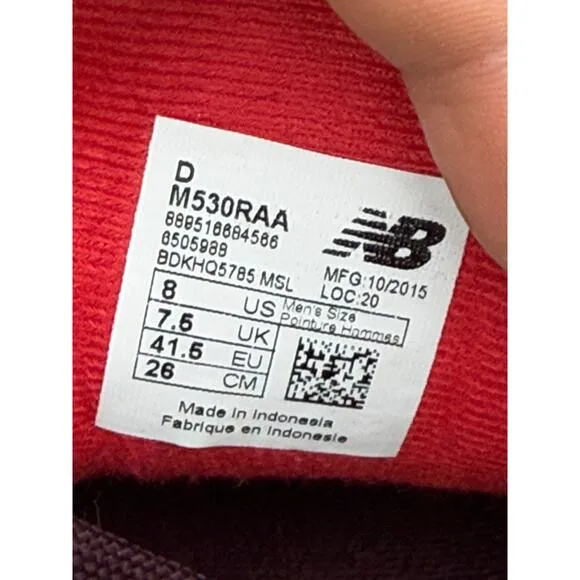 D
M530RAA
889516684566
6505988
BDKHQ5785 MSL
NB
MFG:10/2015
LOC:20
8 US Men's Size
7.5 UK Pointure Hommes
41.5 EU
26 CM
Made in Indonesia
Fabrique en Indonesie